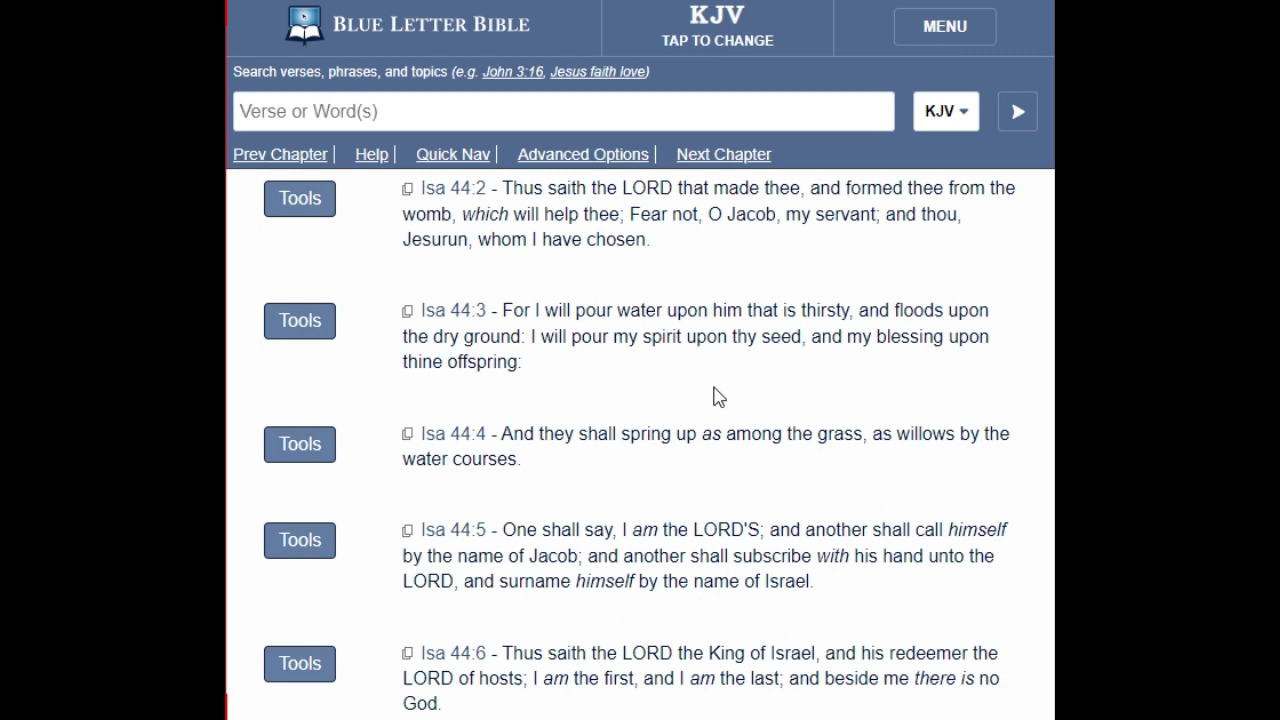 BLUE LETTER BIBLE
KJV
TAP TO CHANGE
MENU
Search verses, phrases, and topics (e.g. John 3:16, Jesus faith love)
Verse or Word(s)
KJV
Prev Chapter | Help | Quick Nav | Advanced Options | Next Chapter
Tools
Isa 44:2 - Thus saith the LORD that made thee, and formed thee from the
womb, which will help thee; Fear not, O Jacob, my servant; and thou,
Jesurun, whom I have chosen.
Tools
Isa 44:3 - For I will pour water upon him that is thirsty, and floods upon
the dry ground: I will pour my spirit upon thy seed, and my blessing upon
thine offspring:
Tools
Isa 44:4 - And they shall spring up as among the grass, as willows by the
water courses.
Tools
Isa 44:5 - One shall say, I am the LORD'S; and another shall call himself
by the name of Jacob; and another shall subscribe with his hand unto the
LORD, and surname himself by the name of Israel.
Tools
Isa 44:6 - Thus saith the LORD the King of Israel, and his redeemer the
LORD of hosts; I am the first, and I am the last; and beside me there is no
God.